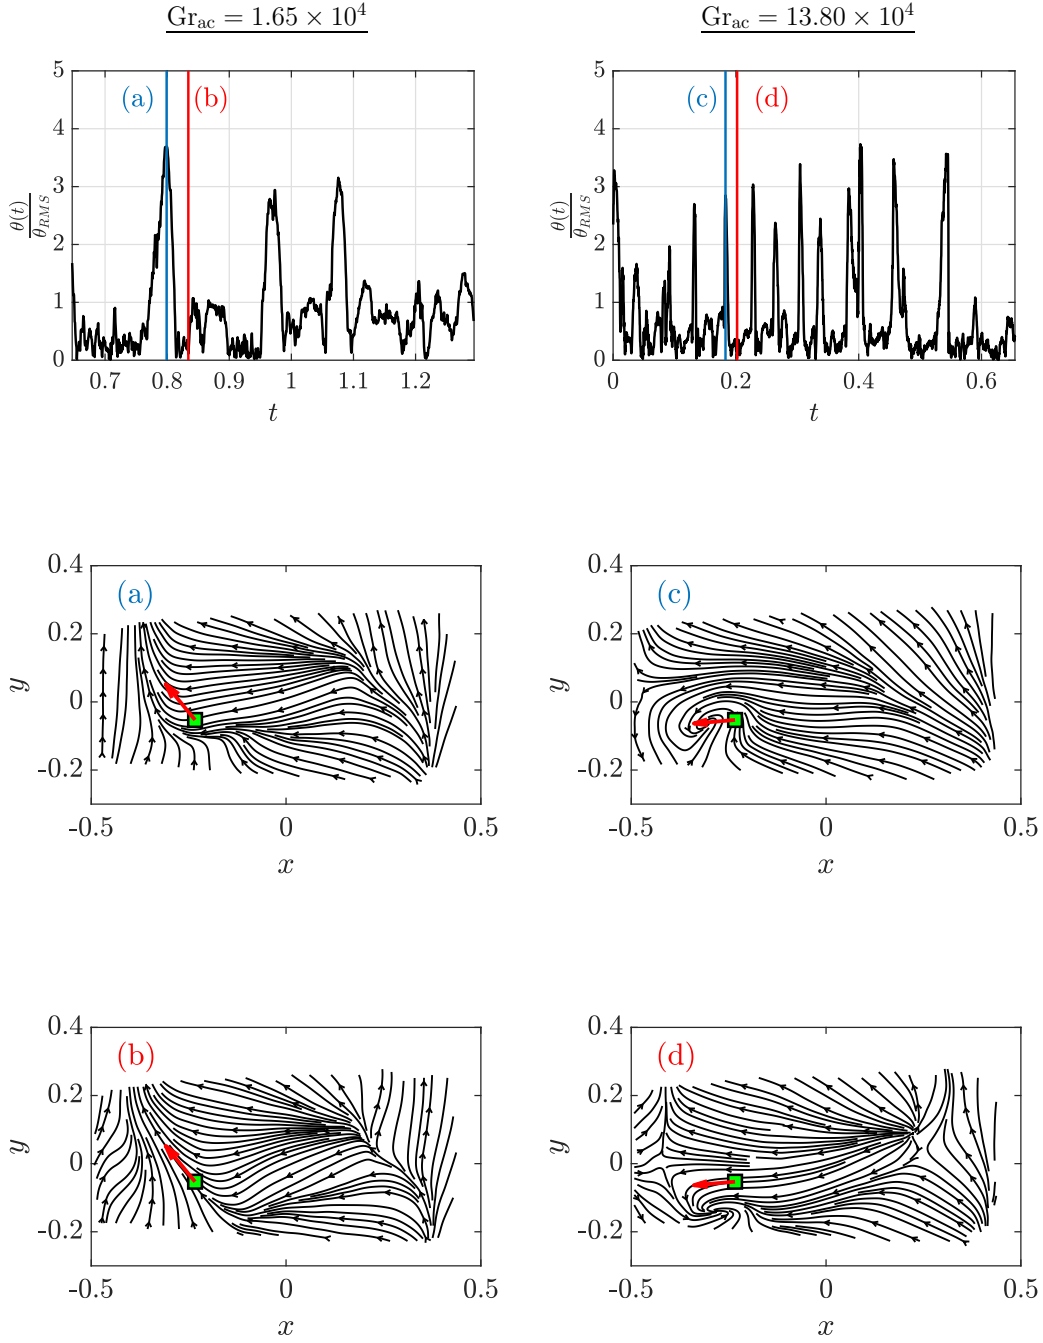 Gr_ac = 1.65 × 10^4
Gr_ac = 13.80 × 10^4
5
4
3
2
1
0
θ(t)/θ_RMS
(a)
(b)
0.7 0.8 0.9 1 1.1 1.2
t
5
4
3
2
1
0
θ(t)/θ_RMS
(c)
(d)
0 0.2 0.4 0.6
t
0.4
0.2
0
-0.2
y
(a)
-0.5 0 0.5
x
0.4
0.2
0
-0.2
y
(c)
-0.5 0 0.5
x
0.4
0.2
0
-0.2
y
(b)
-0.5 0 0.5
x
0.4
0.2
0
-0.2
y
(d)
-0.5 0 0.5
x